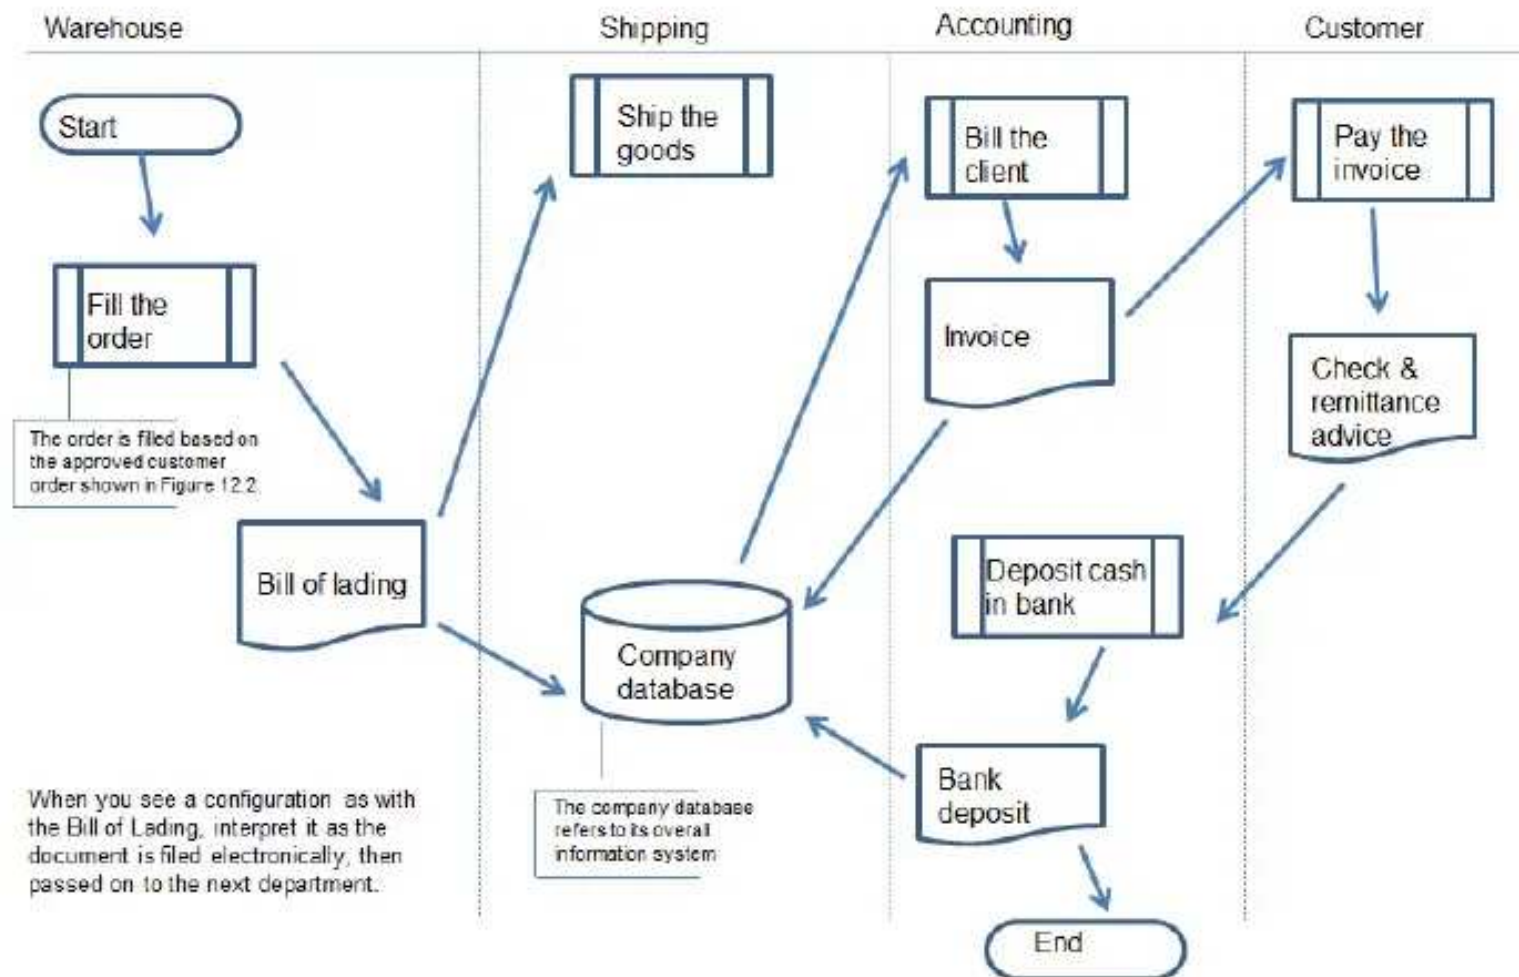 Warehouse
Shipping
Accounting
Customer
Start
Ship the
goods
Bill the
client
Pay the
invoice
Fill the
order
Invoice
Check &
remittance
advice
The order is filled based on
the approved customer
order shown in Figure 12.2
Bill of lading
Deposit cash
in bank
Company
database
Bank
deposit
When you see a configuration as with
the Bill of Lading, interpret it as the
document is filed electronically, then
passed on to the next department.
The company database
refers to its overall
information system
End